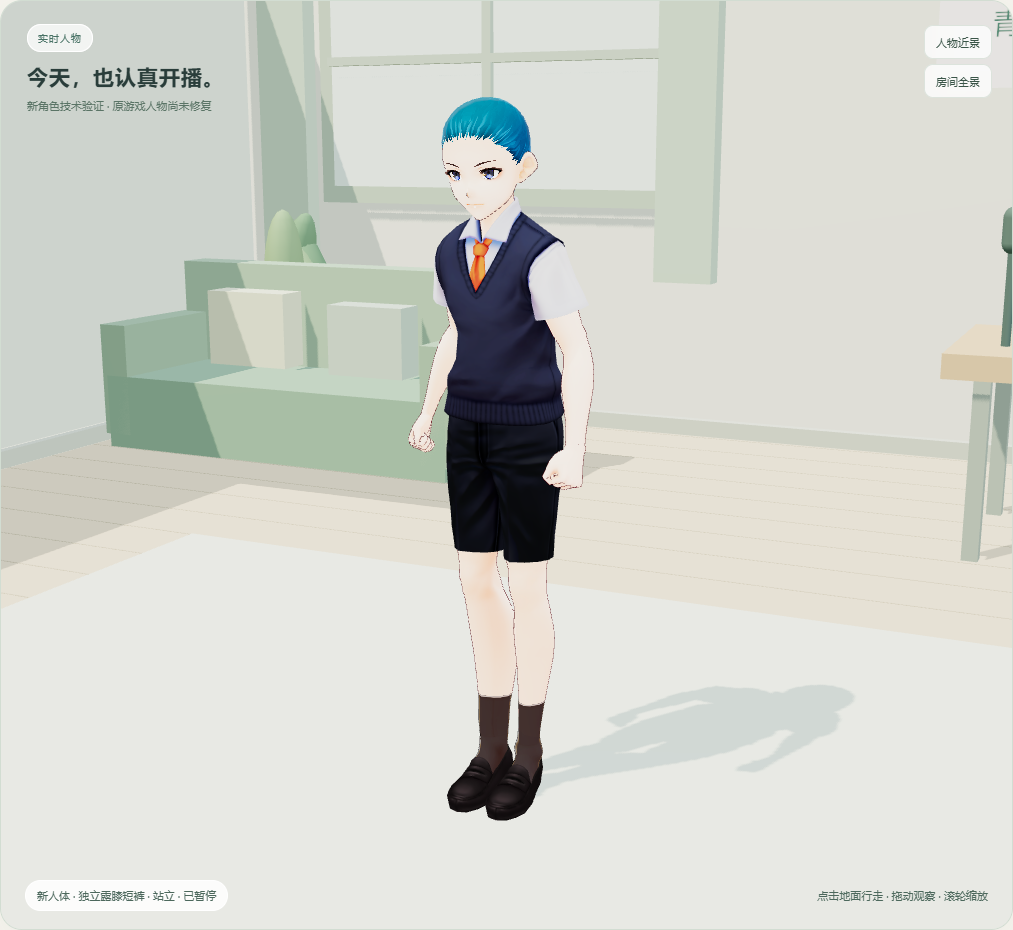 实时人物
今天，也认真开播。
新角色技术验证 · 原游戏人物尚未修复
人物近景
房间全景
新人体 · 独立露膝短裤 · 站立 · 已暂停
点击地面行走 · 拖动观察 · 滚轮缩放